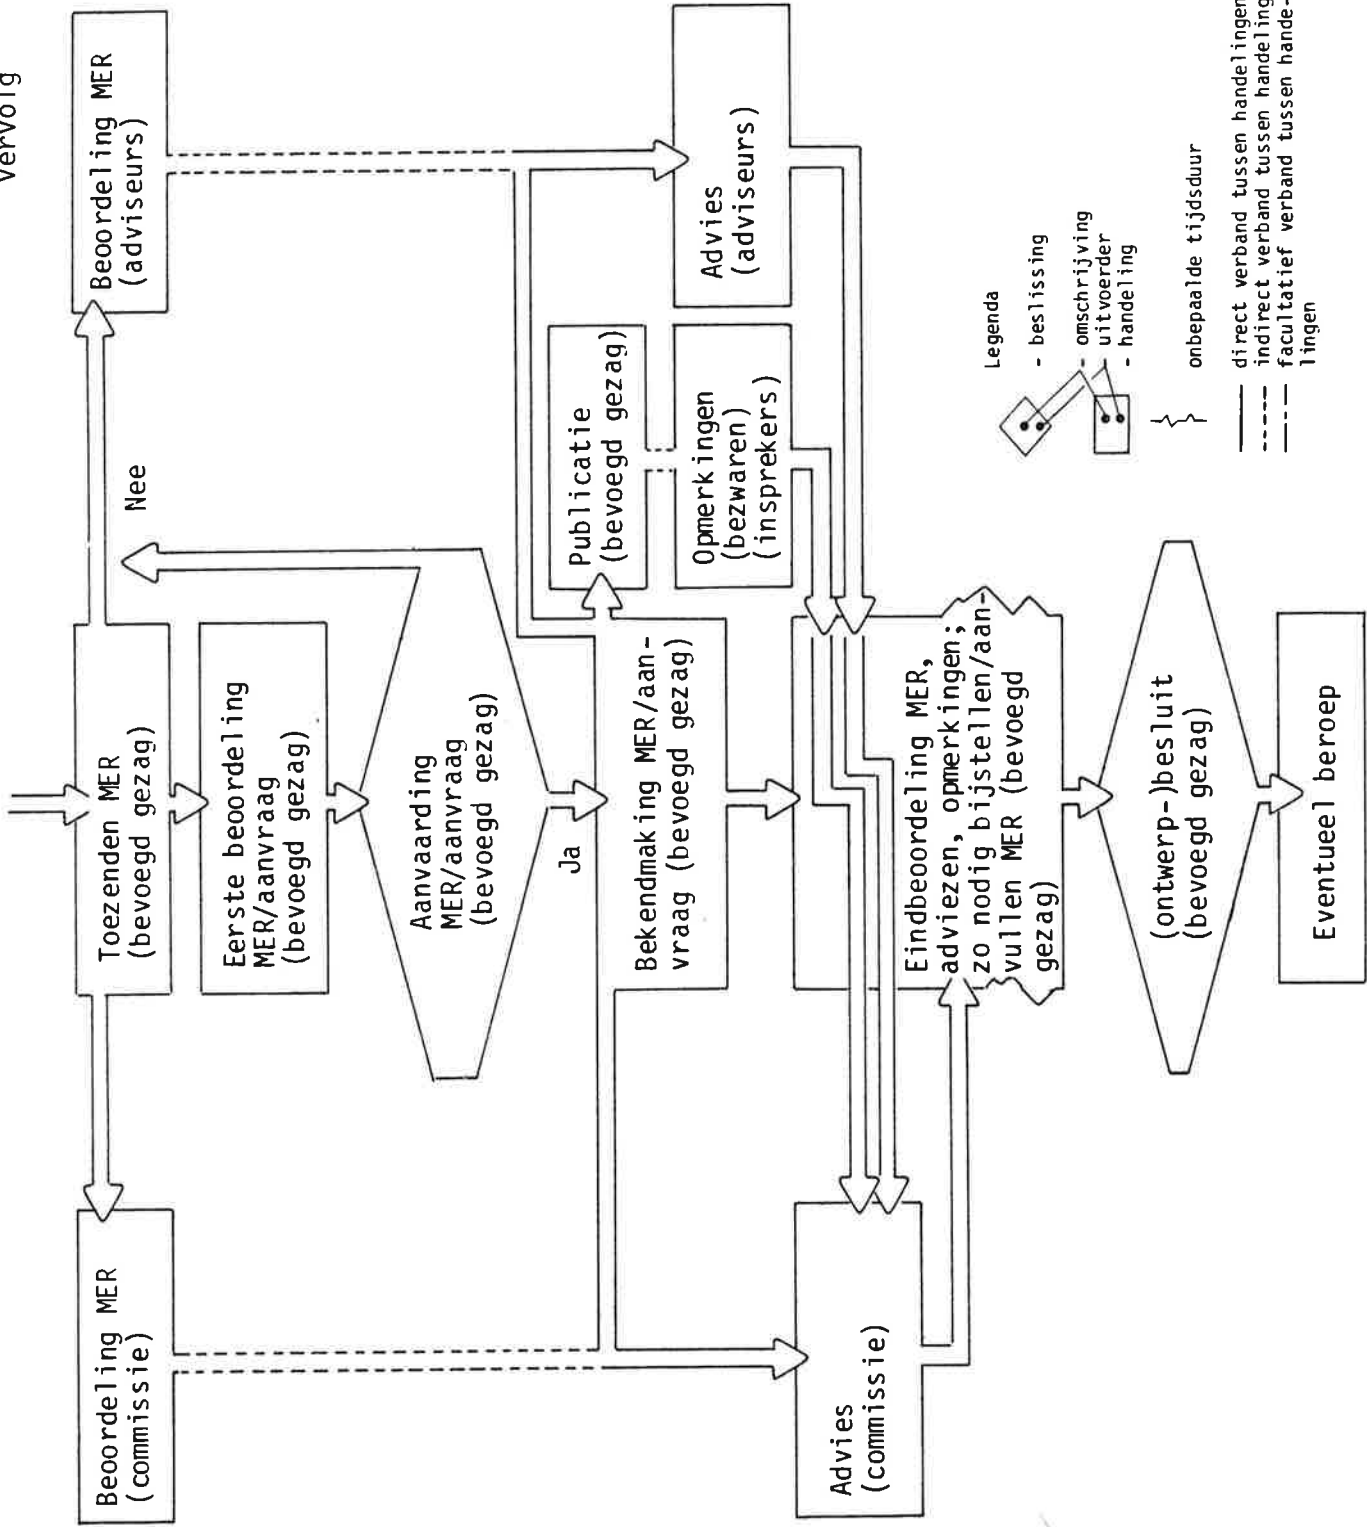 vervolg
Beoordeling MER
(commissie)
Toezenden MER
(bevoegd gezag)
Beoordeling MER
(adviseurs)
Eerste beoordeling
MER/aanvraag
(bevoegd gezag)
Nee
Aanvaarding
MER/aanvraag
(bevoegd gezag)
Ja
Bekendmaking MER/aan-
vraag (bevoegd gezag)
Publicatie
(bevoegd gezag)
Opmerkingen
(bezwaren)
(insprekers)
Advies
(adviseurs)
Advies
(commissie)
Eindbeoordeling MER,
adviezen, opmerkingen;
zo nodig bijstellen/aan-
vullen MER (bevoegd
gezag)
(ontwerp-)besluit
(bevoegd gezag)
Eventueel beroep
Legenda
- beslissing
- omschrijving
- uitvoerder
- handeling
onbepaalde tijdsduur
direct verband tussen handelingen
indirect verband tussen handeling
facultatief verband tussen hande-
lingen